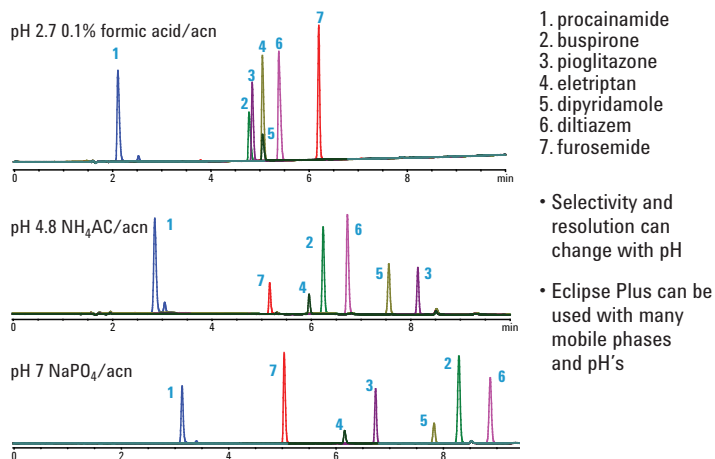 pH 2.7 0.1% formic acid/acn
1
2
3
4
5
6
7
0 2 4 6 8 min
pH 4.8 NH₄AC/acn
1
7
4
2
6
5
3
0 2 4 6 8 min
pH 7 NaPO₄/acn
1
7
4
3
5
2
6
0 2 4 6 8 min
1. procainamide
2. buspirone
3. pioglitazone
4. eletriptan
5. dipyridamole
6. diltiazem
7. furosemide
• Selectivity and
resolution can
change with pH
• Eclipse Plus can be
used with many
mobile phases
and pH's